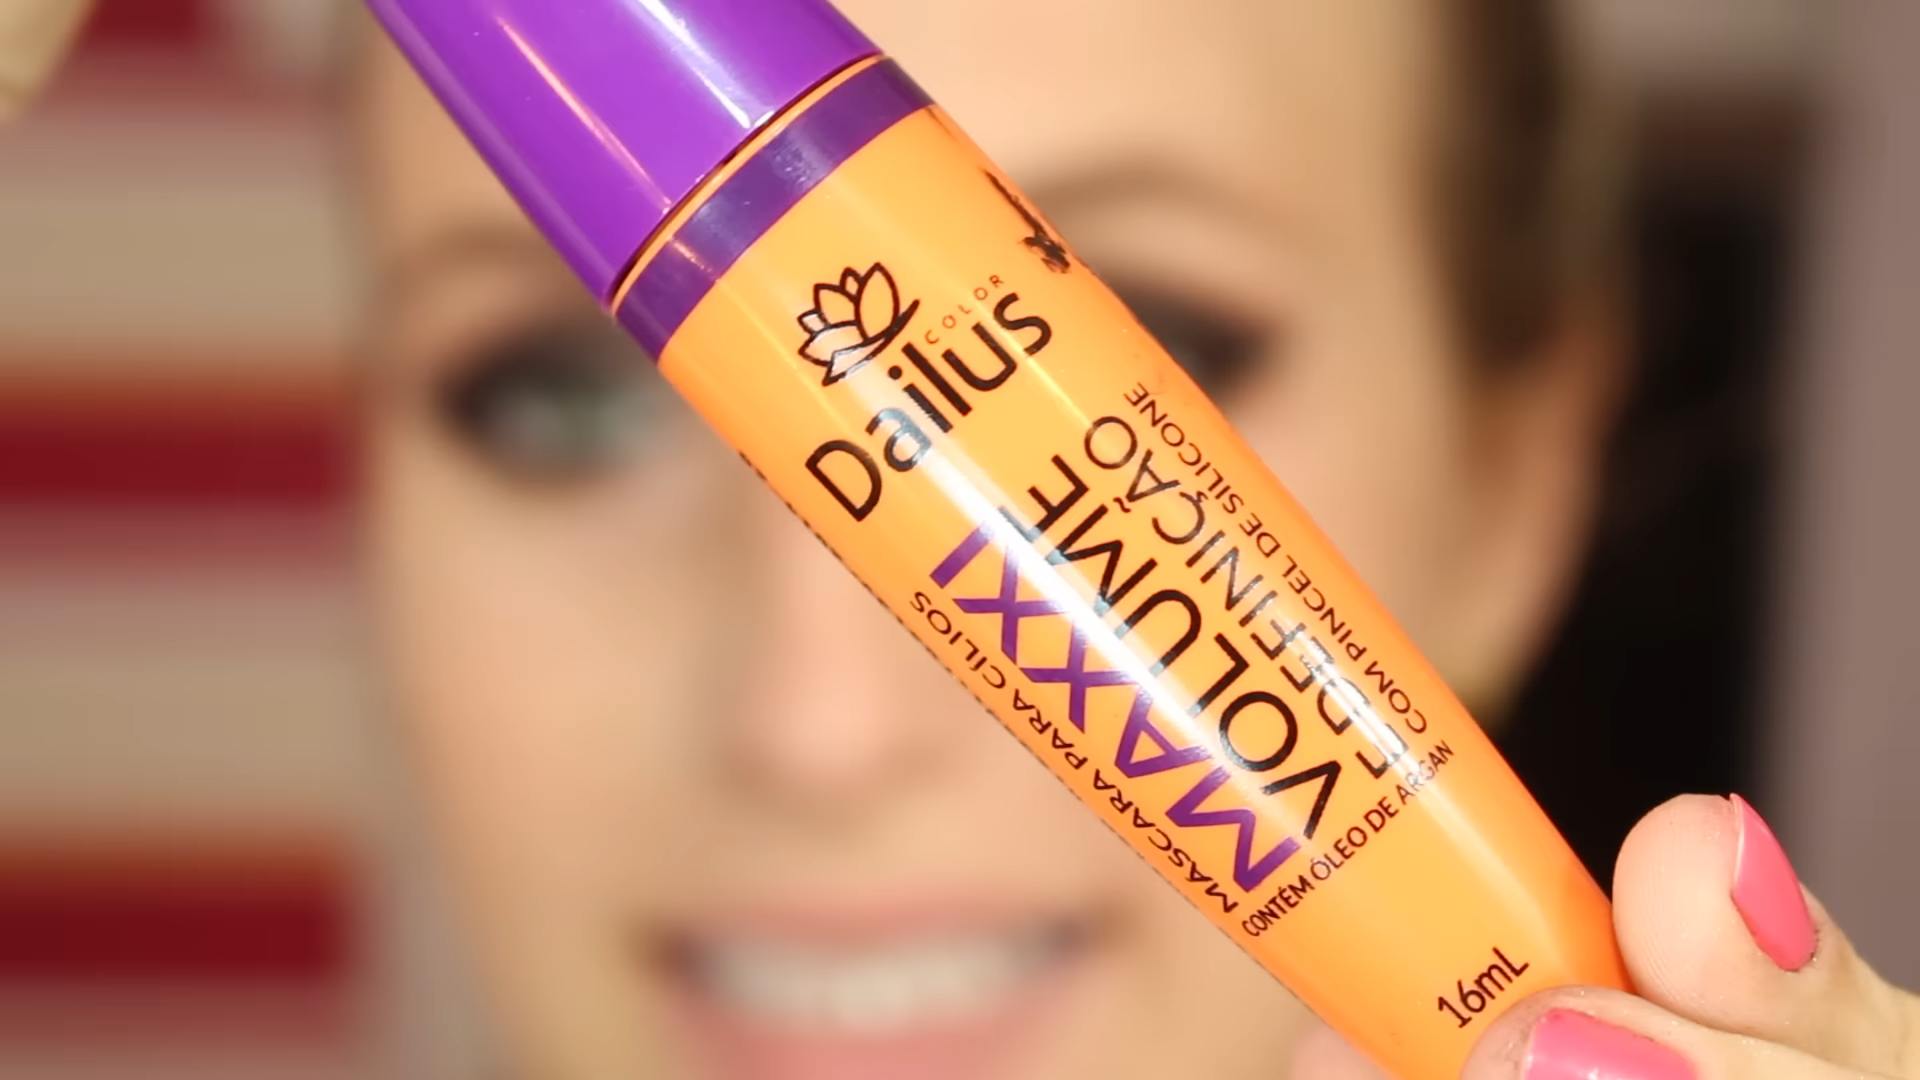 COLOR
Dailus
MÁSCARA PARA CÍLIOS
MAXXI
VOLUME
E DEFINIÇÃO
COM PINCEL DE SILICONE
CONTÉM ÓLEO DE ARGAN
16mL